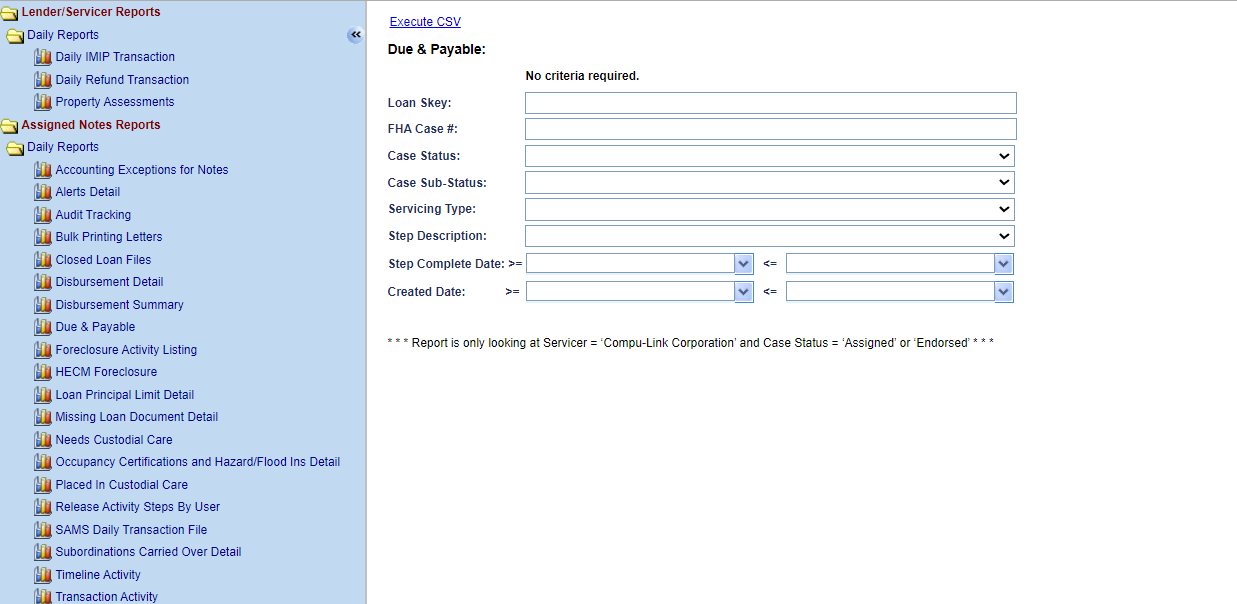 Lender/Servicer Reports
Daily Reports
Daily IMIP Transaction
Daily Refund Transaction
Property Assessments
Assigned Notes Reports
Daily Reports
Accounting Exceptions for Notes
Alerts Detail
Audit Tracking
Bulk Printing Letters
Closed Loan Files
Disbursement Detail
Disbursement Summary
Due & Payable
Foreclosure Activity Listing
HECM Foreclosure
Loan Principal Limit Detail
Missing Loan Document Detail
Needs Custodial Care
Occupancy Certifications and Hazard/Flood Ins Detail
Placed In Custodial Care
Release Activity Steps By User
SAMS Daily Transaction File
Subordinations Carried Over Detail
Timeline Activity
Transaction Activity
«
Execute CSV
Due & Payable:
No criteria required.
Loan Skey:
FHA Case #:
Case Status:
Case Sub-Status:
Servicing Type:
Step Description:
Step Complete Date: >= <=
Created Date: >= <=
* * * Report is only looking at Servicer = ‘Compu-Link Corporation’ and Case Status = ‘Assigned’ or ‘Endorsed’ * * *